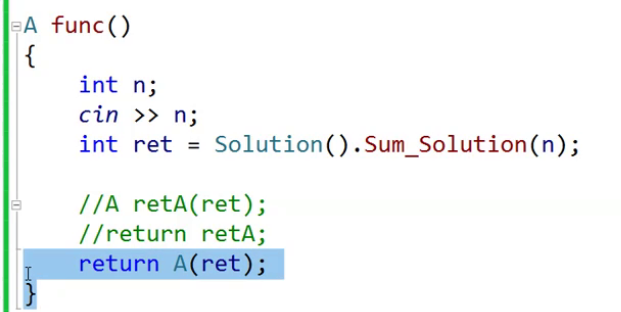 A func()
{
int n;
cin >> n;
int ret = Solution().Sum_Solution(n);
//A retA(ret);
//return retA;
return A(ret);
}